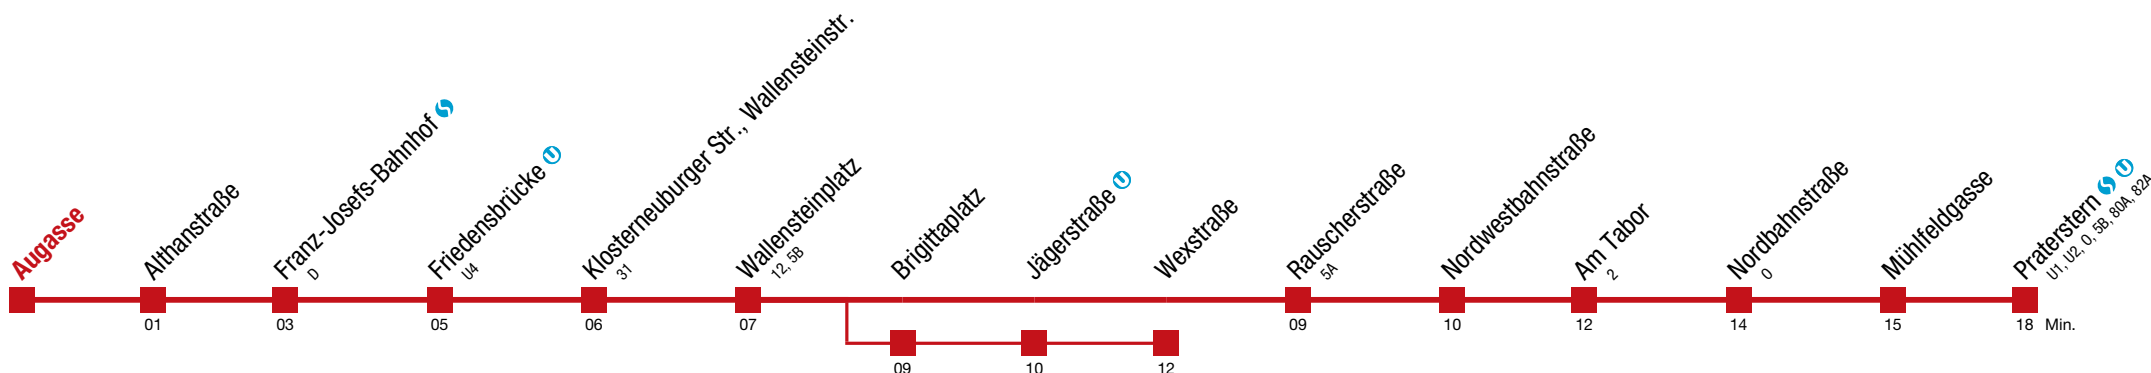 Augasse
Althanstraße
01
Franz-Josefs-Bahnhof
D
03
Friedensbrücke
U4
05
Klosterneuburger Str., Wallensteinstr.
31
06
Wallensteinplatz
12, 5B
07
Brigittaplatz
09
Jägerstraße
10
Wexstraße
12
Rauscherstraße
5A
09
Nordwestbahnstraße
10
Am Tabor
2
12
Nordbahnstraße
O
14
Mühlfeldgasse
15
Praterstern
U1, U2, O, 5B, 80A, 82A
18 Min.